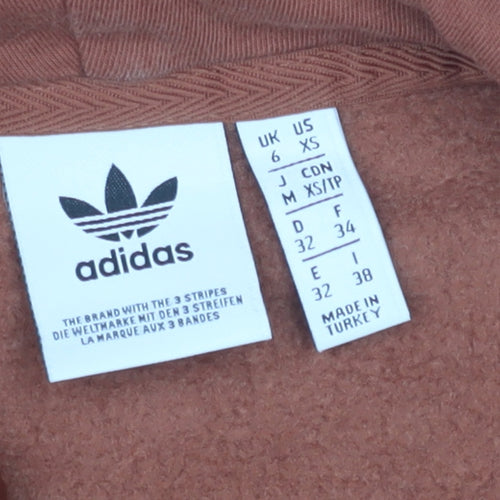 adidas
THE BRAND WITH THE 3 STRIPES
DIE WELTMARKE MIT DEN 3 STREIFEN
LA MARQUE AUX 3 BANDES
UK US
6 XS
J CDN
M XS/TP
D F
32 34
E I
32 38
MADE IN
TURKEY